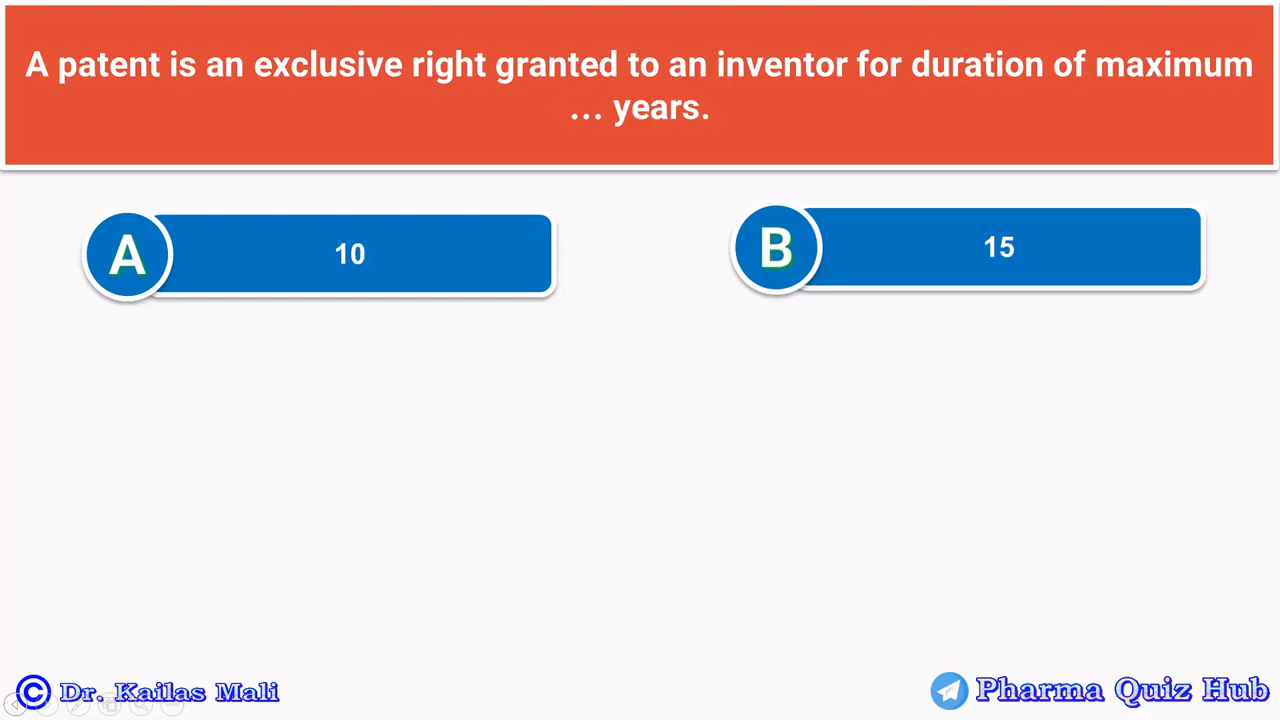 A patent is an exclusive right granted to an inventor for duration of maximum
... years.
A
10
B
15
© Dr. Kailas Mali
Pharma Quiz Hub